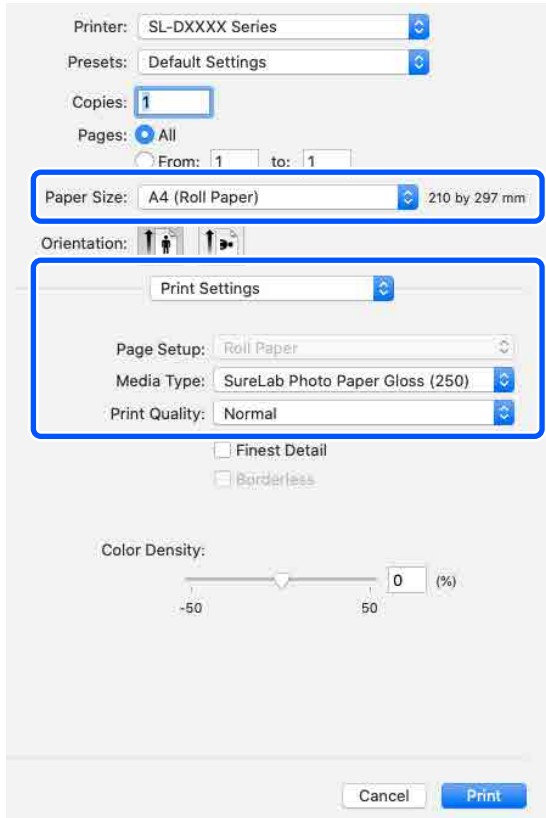 Printer: SL-DXXXX Series
Presets: Default Settings
Copies: 1
Pages: All
From: 1 to: 1
Paper Size: A4 (Roll Paper) 210 by 297 mm
Orientation:
Print Settings
Page Setup: Roll Paper
Media Type: SureLab Photo Paper Gloss (250)
Print Quality: Normal
Finest Detail
Borderless
Color Density:
0 (%)
-50 50
Cancel Print